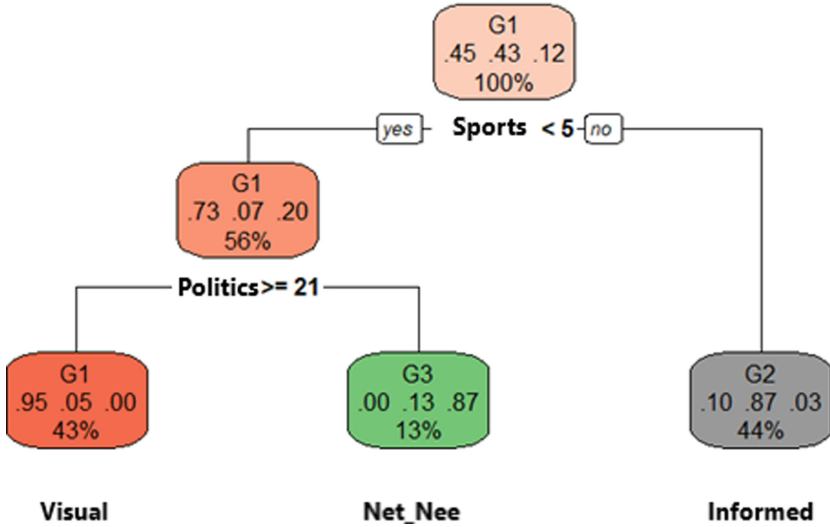 G1
.45 .43 .12
100%
yes Sports < 5 no
G1
.73 .07 .20
56%
Politics>= 21
G1 G3 G2
.95 .05 .00 .00 .13 .87 .10 .87 .03
43% 13% 44%
Visual Net_Nee Informed